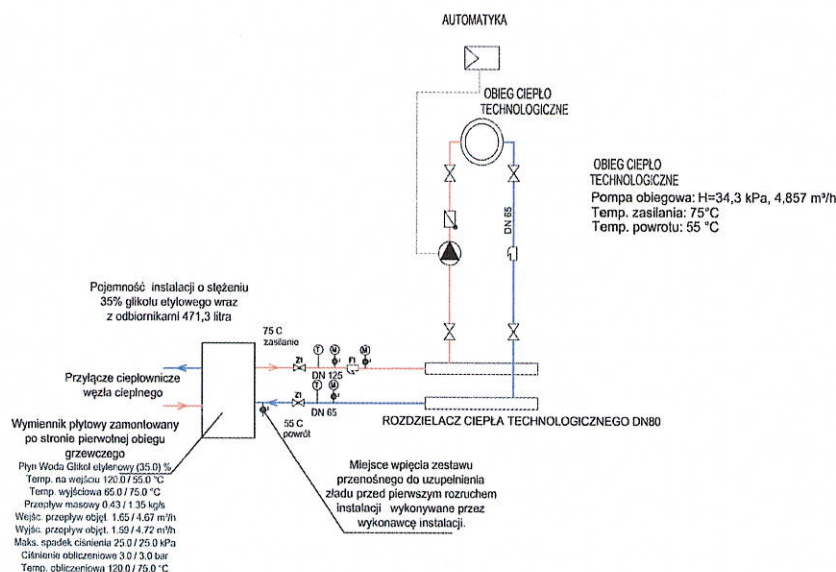 AUTOMATYKA
OBIEG CIEPŁO
TECHNOLOGICZNE
OBIEG CIEPŁO
TECHNOLOGICZNE
Pompa obiegowa: H=34,3 kPa, 4,857 m³/h
Temp. zasilania: 75°C
Temp. powrotu: 55 °C
DN 65
Pojemność instalacji o stężeniu
35% glikolu etylowego wraz
z odbiornikami 471,3 litra
75 C
zasilanie
Z1
T
M
F1
M
DN 125
Przyłącze ciepłownicze
węzła cieplnego
Z1
T
M
DN 65
55 C
powrót
ROZDZIELACZ CIEPŁA TECHNOLOGICZNEGO DN80
Wymiennik płytowy zamontowany
po stronie pierwotnej obiegu
grzewczego
Płyn Woda Glikol etylenowy (35.0) %
Temp. na wejściu 120.0 / 55.0 °C
Temp. wyjściowa 65.0 / 75.0 °C
Przepływ masowy 0.43 / 1.35 kg/s
Wejśc. przepływ objęt. 1.65 / 4.67 m³/h
Wyjśc. przepływ objęt. 1.59 / 4.72 m³/h
Maks. spadek ciśnienia 25.0 / 25.0 kPa
Ciśnienie obliczeniowe 3.0 / 3.0 bar
Temp. obliczeniowa 120.0 / 75.0 °C
Miejsce wpięcia zestawu
przenośnego do uzupełnienia
zładu przed pierwszym rozruchem
instalacji wykonywane przez
wykonawcę instalacji.